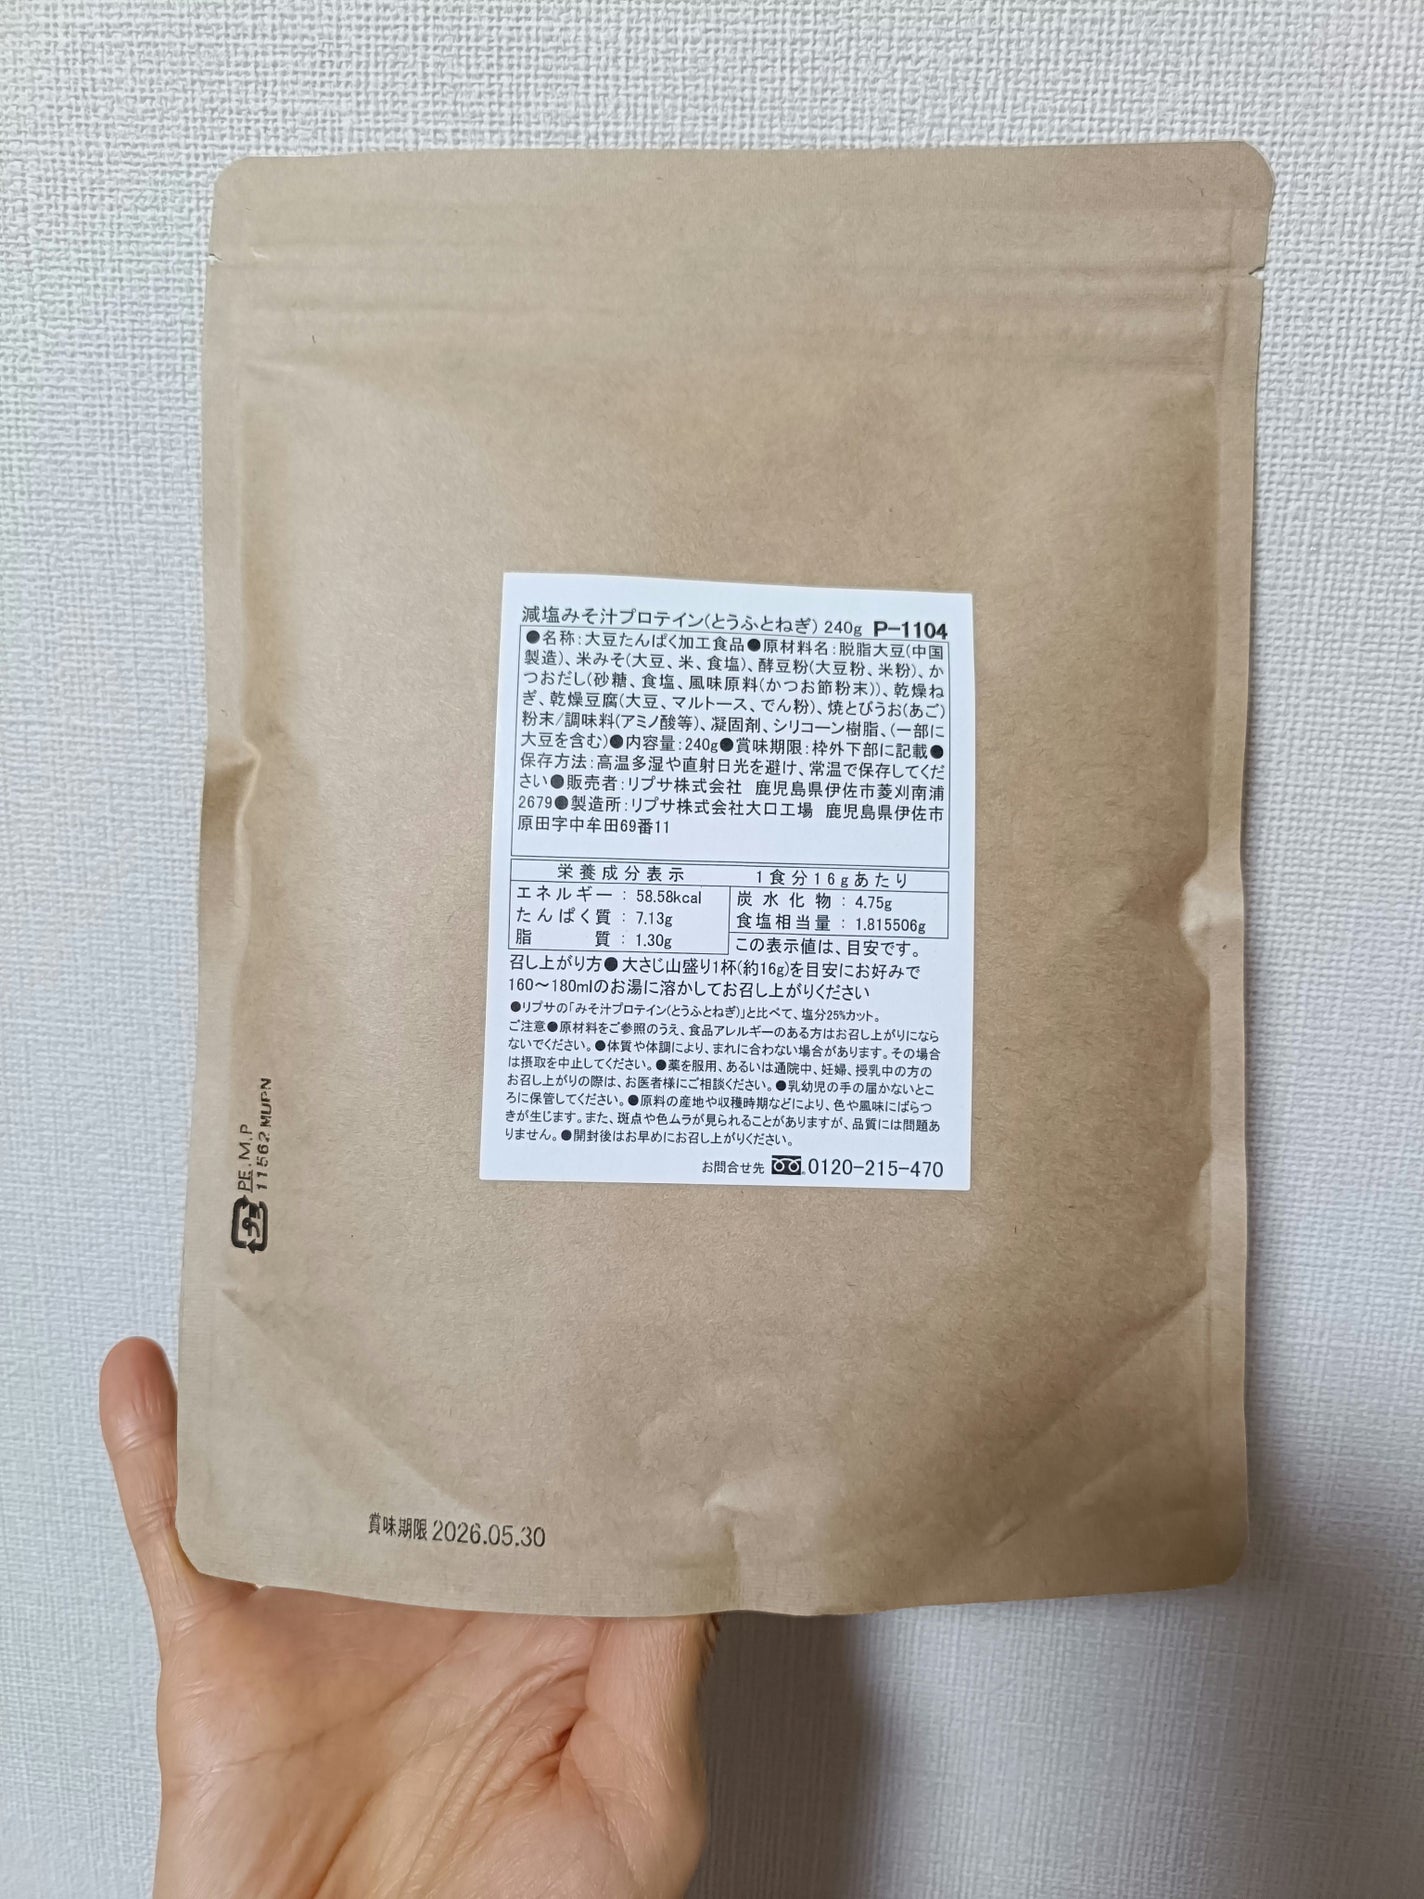 減塩みそ汁プロテイン(とうふとねぎ) 240g P-1104
●名称:大豆たんぱく加工食品●原材料名:脱脂大豆(中国
製造)、米みそ(大豆、米、食塩)、酵豆粉(大豆粉、米粉)、か
つおだし(砂糖、食塩、風味原料(かつお節粉末))、乾燥ね
ぎ、乾燥豆腐(大豆、マルトース、でん粉)、焼とびうお(あご)
粉末/調味料(アミノ酸等)、凝固剤、シリコーン樹脂、(一部に
大豆を含む)●内容量:240g●賞味期限:枠外下部に記載●
保存方法:高温多湿や直射日光を避け、常温で保存してくだ
さい●販売者:リプサ株式会社 鹿児島県伊佐市菱刈南浦
2679●製造所:リプサ株式会社大口工場 鹿児島県伊佐市
原田字中牟田69番11
栄養成分表示 1食分16gあたり
エネルギー:58.58kcal
たんぱく質:7.13g
脂質:1.30g
炭水化物:4.75g
食塩相当量:1.815506g
この表示値は、目安です。
召し上がり方●大さじ山盛り1杯(約16g)を目安にお好みで
160～180mlのお湯に溶かしてお召し上がりください
●リプサの「みそ汁プロテイン(とうふとねぎ)」と比べて、塩分25%カット。
ご注意●原材料をご参照のうえ、食品アレルギーのある方はお召し上がりになら
ないでください。●体質や体調により、まれに合わない場合があります。その場合
は摂取を中止してください。●薬を服用、あるいは通院中、妊婦、授乳中の方の
お召し上がりの際は、お医者様にご相談ください。●乳幼児の手の届かないとこ
ろに保管してください。●原料の産地や収穫時期などにより、色や風味にばらつ
きが生じます。また、斑点や色ムラが見られることがありますが、品質には問題あ
りません。●開封後はお早めにお召し上がりください。
お問合せ先 0120-215-470
プラ
PE.M.P
11562 MUPN
賞味期限 2026.05.30